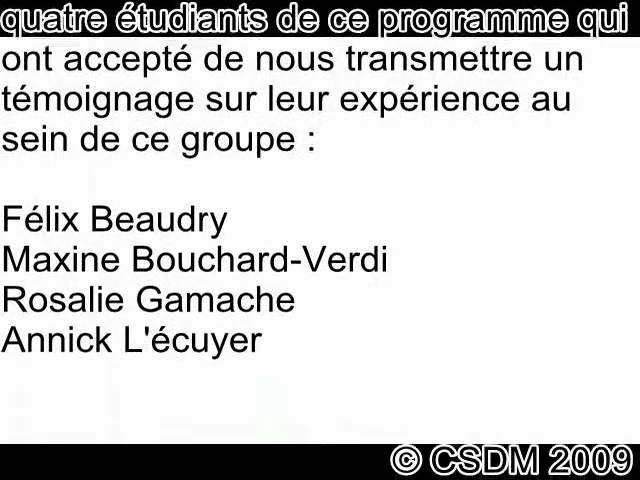 quatre étudiants de ce programme qui
ont accepté de nous transmettre un
témoignage sur leur expérience au
sein de ce groupe :
Félix Beaudry
Maxine Bouchard-Verdi
Rosalie Gamache
Annick L'écuyer
© CSDM 2009